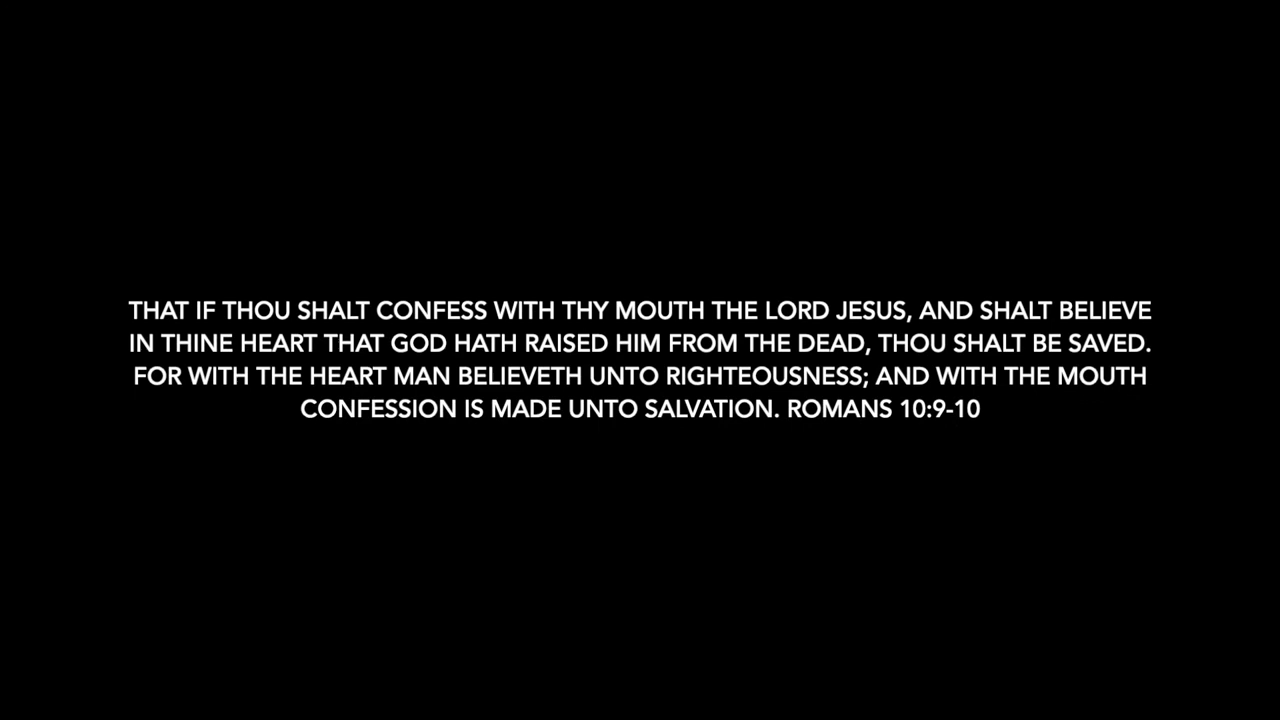 THAT IF THOU SHALT CONFESS WITH THY MOUTH THE LORD JESUS, AND SHALT BELIEVE
IN THINE HEART THAT GOD HATH RAISED HIM FROM THE DEAD, THOU SHALT BE SAVED.
FOR WITH THE HEART MAN BELIEVETH UNTO RIGHTEOUSNESS; AND WITH THE MOUTH
CONFESSION IS MADE UNTO SALVATION. ROMANS 10:9-10